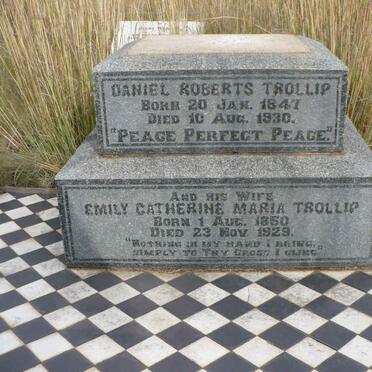 DANIEL ROBERTS TROLLIP
BORN 20 JAN. 1847
DIED 10 AUG. 1930.
"PEACE PERFECT PEACE."
AND HIS WIFE
EMILY CATHERINE MARIA TROLLIP
BORN 1 AUG. 1850
DIED 23 NOV. 1929.
"NOTHING IN MY HAND I BRING,
SIMPLY TO THY CROSS I CLING."